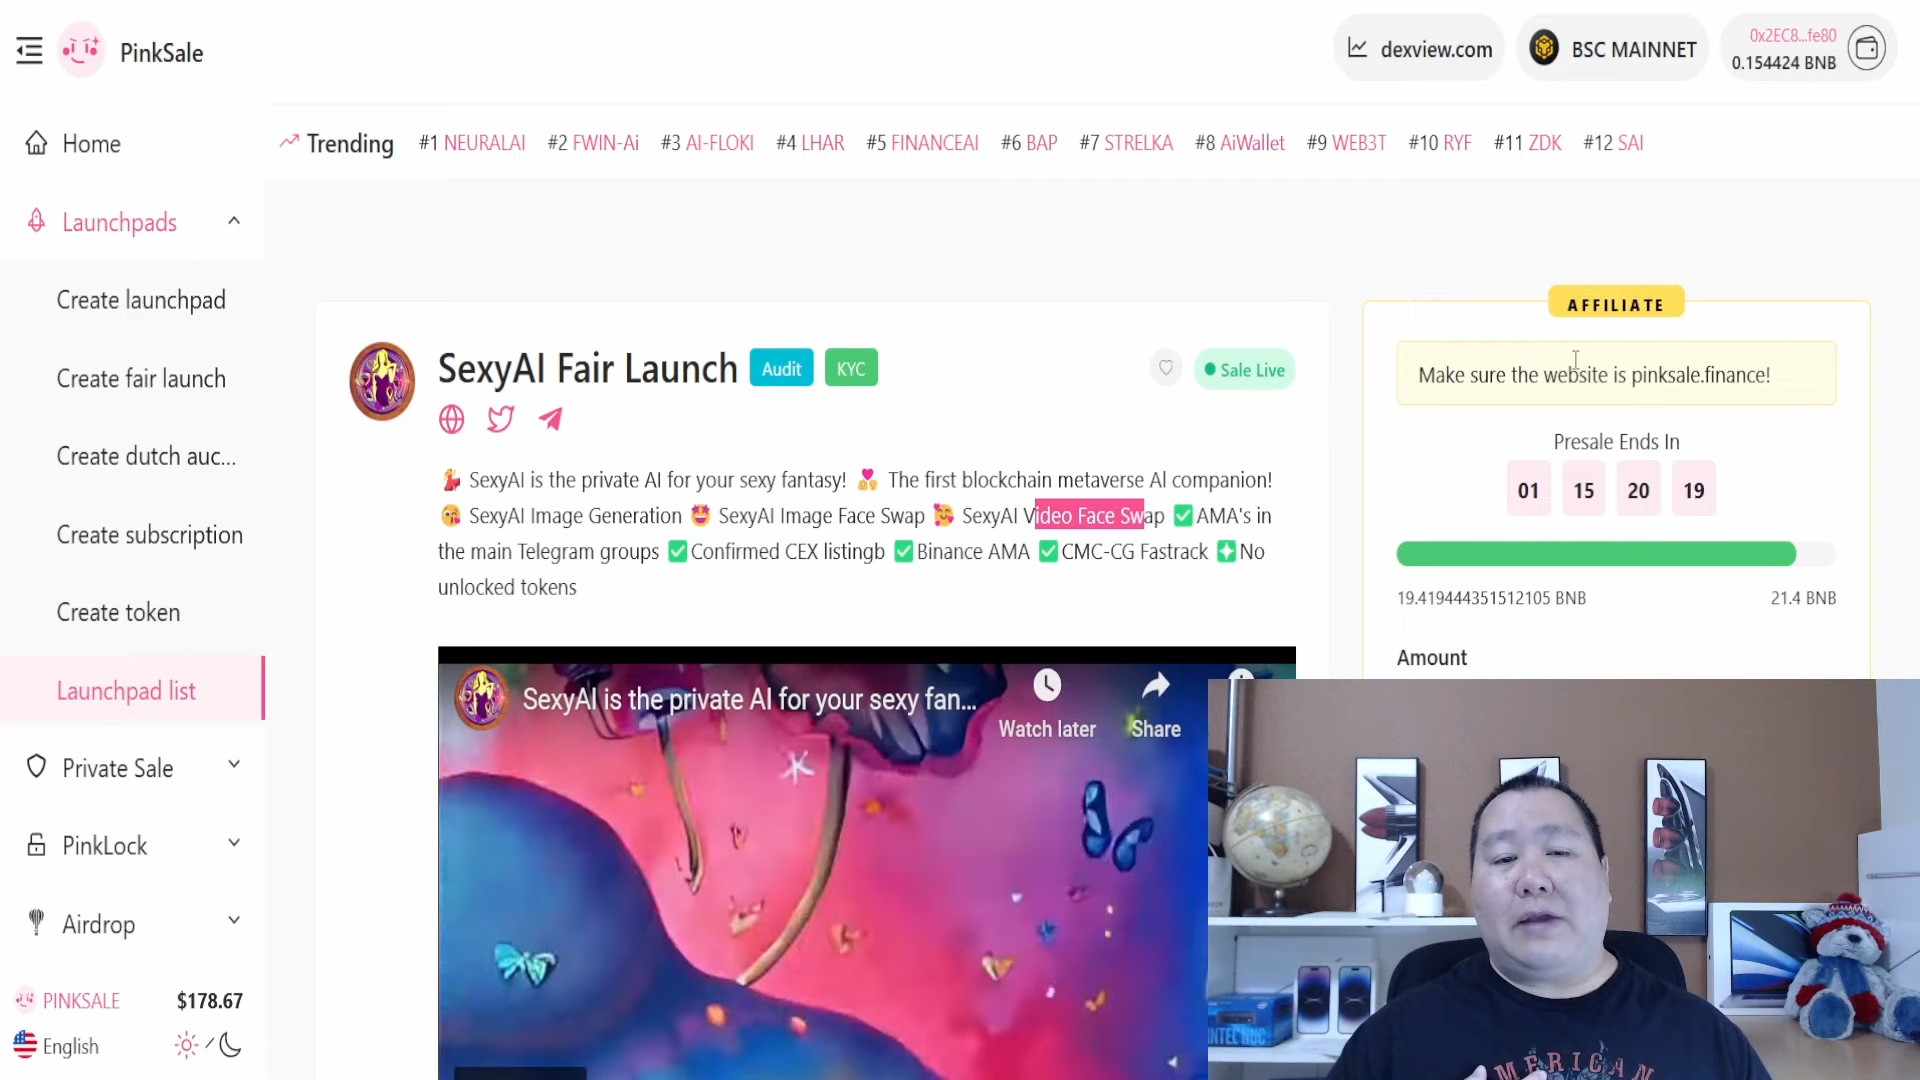 PinkSale
dexview.com
BSC MAINNET
0x2EC8...fe80
0.154424 BNB
Home
Trending #1 NEURALAI #2 FWIN-Ai #3 AI-FLOKI #4 LHAR #5 FINANCEAI #6 BAP #7 STRELKA #8 AiWallet #9 WEB3T #10 RYF #11 ZDK #12 SAI
Launchpads
Create launchpad
Create fair launch
Create dutch auc...
Create subscription
Create token
Launchpad list
Private Sale
PinkLock
Airdrop
PINKSALE $178.67
English
SexyAI Fair Launch Audit KYC
Sale Live
SexyAI is the private AI for your sexy fantasy! The first blockchain metaverse AI companion!
SexyAI Image Generation SexyAI Image Face Swap SexyAI Video Face Swap AMA's in
the main Telegram groups Confirmed CEX listingb Binance AMA CMC-CG Fastrack No
unlocked tokens
SexyAI is the private AI for your sexy fan...
Watch later
Share
AFFILIATE
Make sure the website is pinksale.finance!
Presale Ends In
01 15 20 19
19.419444351512105 BNB 21.4 BNB
Amount
INTEL NUC
AMERICAN